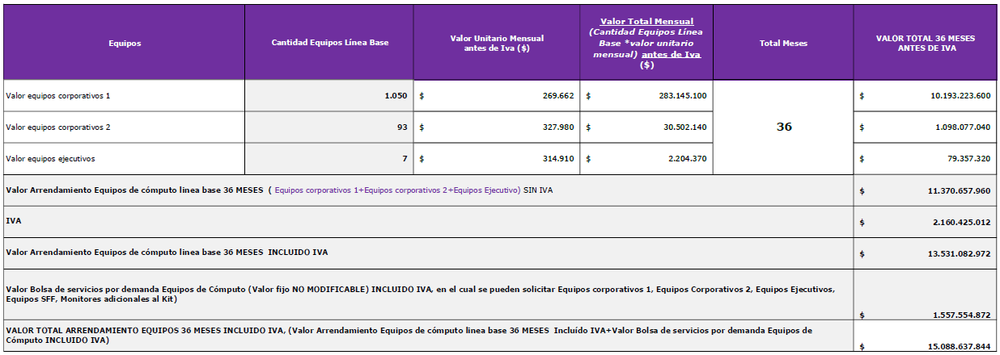 Equipos
Cantidad Equipos Línea Base
Valor Unitario Mensual
antes de Iva ($)
Valor Total Mensual
(Cantidad Equipos Línea
Base *valor unitario
mensual) antes de Iva
($)
Total Meses
VALOR TOTAL 36 MESES
ANTES DE IVA
Valor equipos corporativos 1 1.050 $ 269.662 $ 283.145.100 $ 10.193.223.600
Valor equipos corporativos 2 93 $ 327.980 $ 30.502.140 36 $ 1.098.077.040
Valor equipos ejecutivos 7 $ 314.910 $ 2.204.370 $ 79.357.320
Valor Arrendamiento Equipos de cómputo linea base 36 MESES ( Equipos corporativos 1+Equipos corporativos 2+Equipos Ejecutivo) SIN IVA $ 11.370.657.960
IVA $ 2.160.425.012
Valor Arrendamiento Equipos de cómputo linea base 36 MESES INCLUIDO IVA $ 13.531.082.972
Valor Bolsa de servicios por demanda Equipos de Cómputo (Valor fijo NO MODIFICABLE) INCLUIDO IVA, en el cual se pueden solicitar Equipos corporativos 1, Equipos Corporativos 2, Equipos Ejecutivos,
Equipos SFF, Monitores adicionales al Kit)
$ 1.557.554.872
VALOR TOTAL ARRENDAMIENTO EQUIPOS 36 MESES INCLUIDO IVA, (Valor Arrendamiento Equipos de cómputo linea base 36 MESES Incluído IVA+Valor Bolsa de servicios por demanda Equipos de
Cómputo INCLUIDO IVA)
$ 15.088.637.844